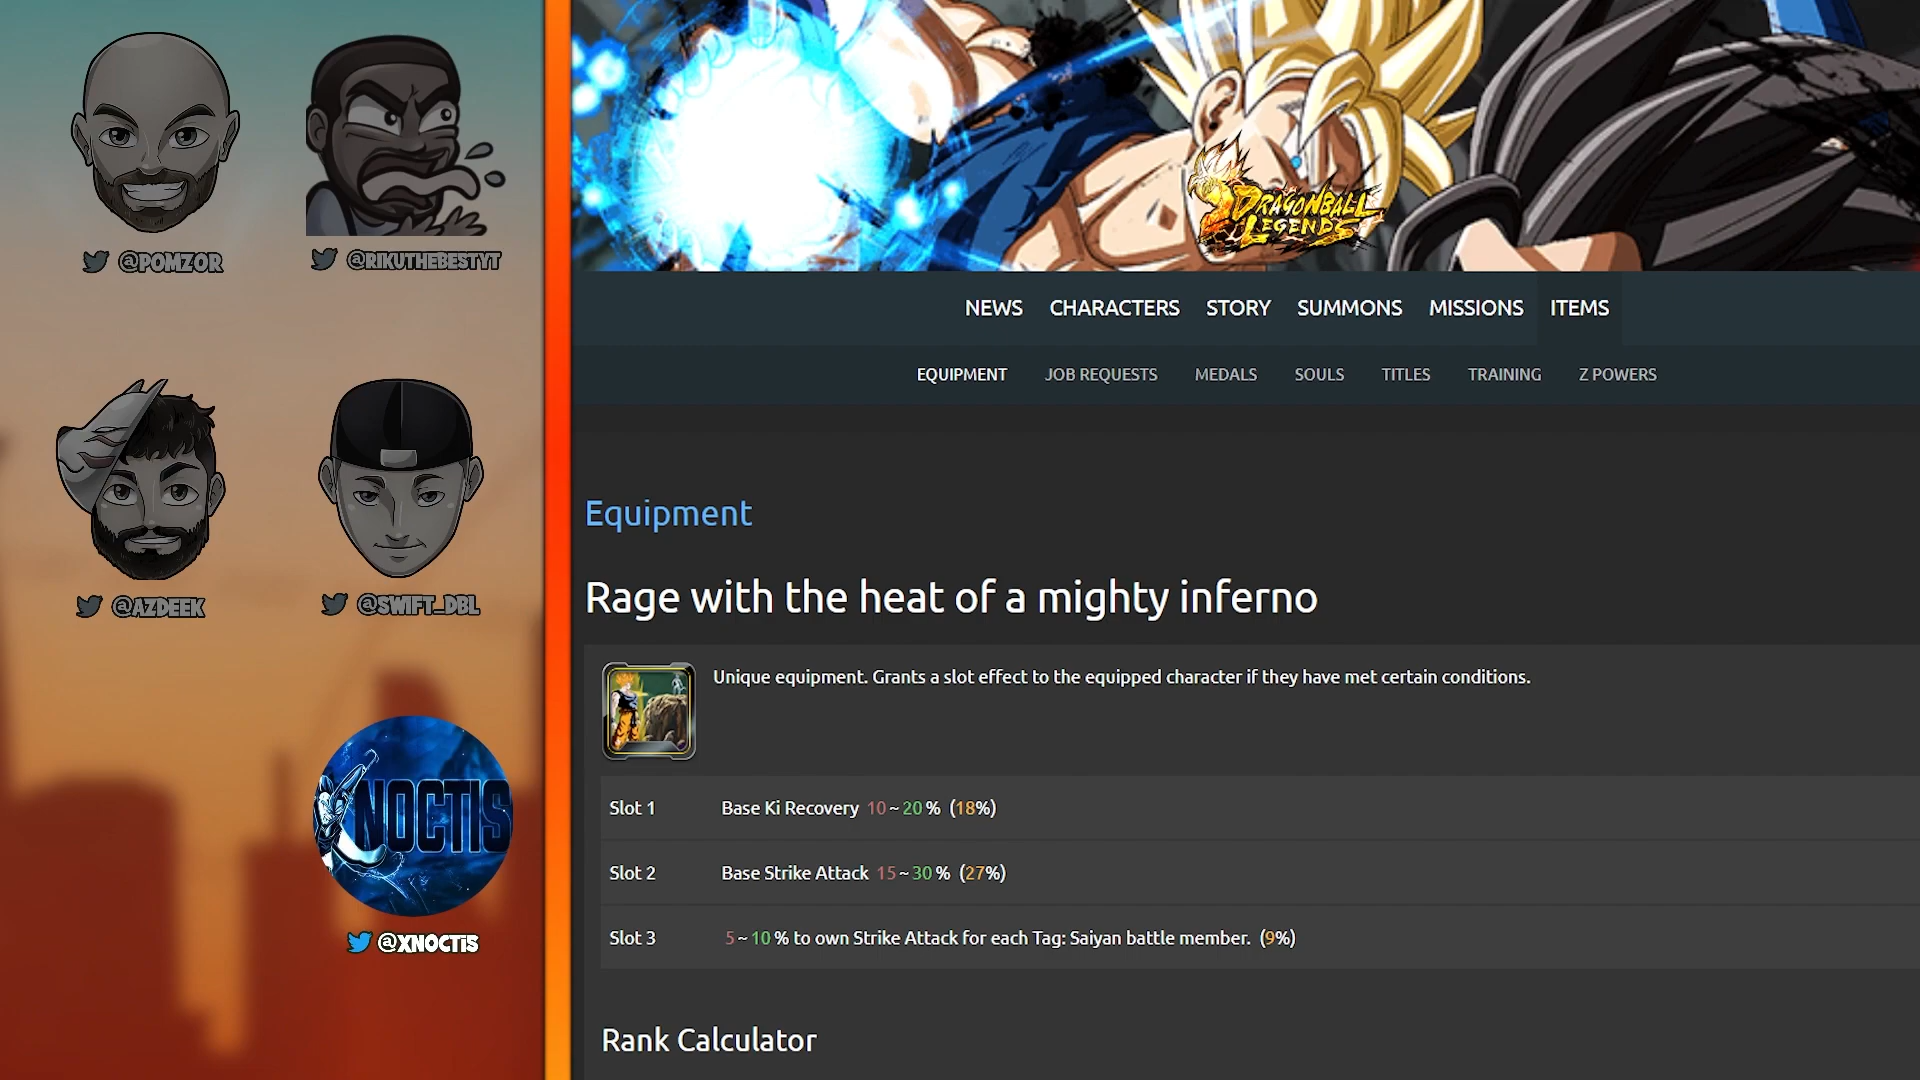 @POMZOR
@RIKUTHEBESTYT
@AZDEEK
@SWIFT_DBL
NOCTIS
@XNOCTIS
DRAGONBALL
LEGENDS
NEWS CHARACTERS STORY SUMMONS MISSIONS ITEMS
EQUIPMENT JOB REQUESTS MEDALS SOULS TITLES TRAINING Z POWERS
Equipment
Rage with the heat of a mighty inferno
Unique equipment. Grants a slot effect to the equipped character if they have met certain conditions.
Slot 1 Base Ki Recovery 10 ~ 20 % (18%)
Slot 2 Base Strike Attack 15 ~ 30 % (27%)
Slot 3 5 ~ 10 % to own Strike Attack for each Tag: Saiyan battle member. (9%)
Rank Calculator